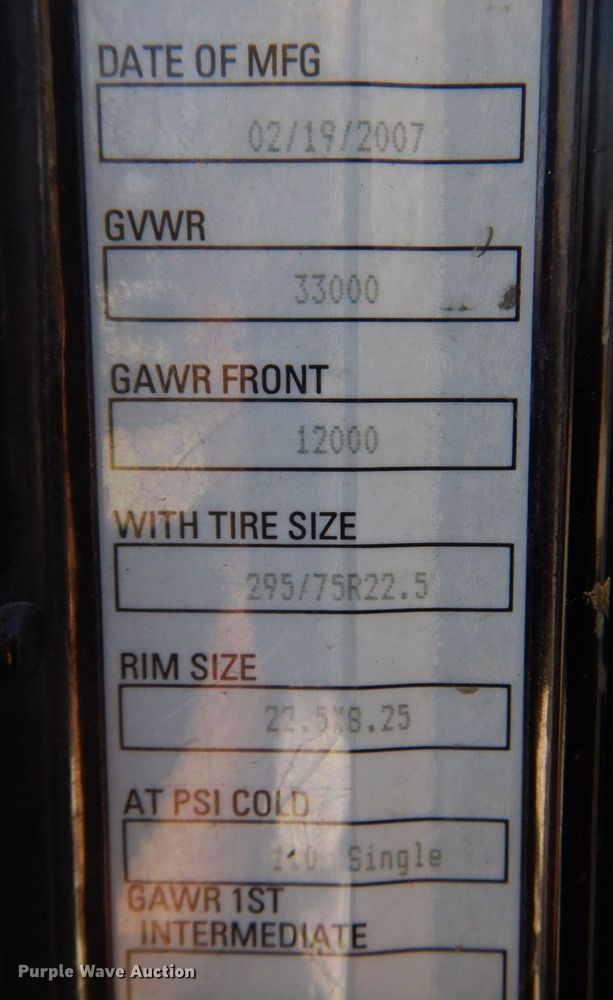 DATE OF MFG
02/19/2007
GVWR
33000
GAWR FRONT
12000
WITH TIRE SIZE
295/75R22.5
RIM SIZE
22.5X8.25
AT PSI COLD
110 Single
GAWR 1ST
INTERMEDIATE
Purple Wave Auction